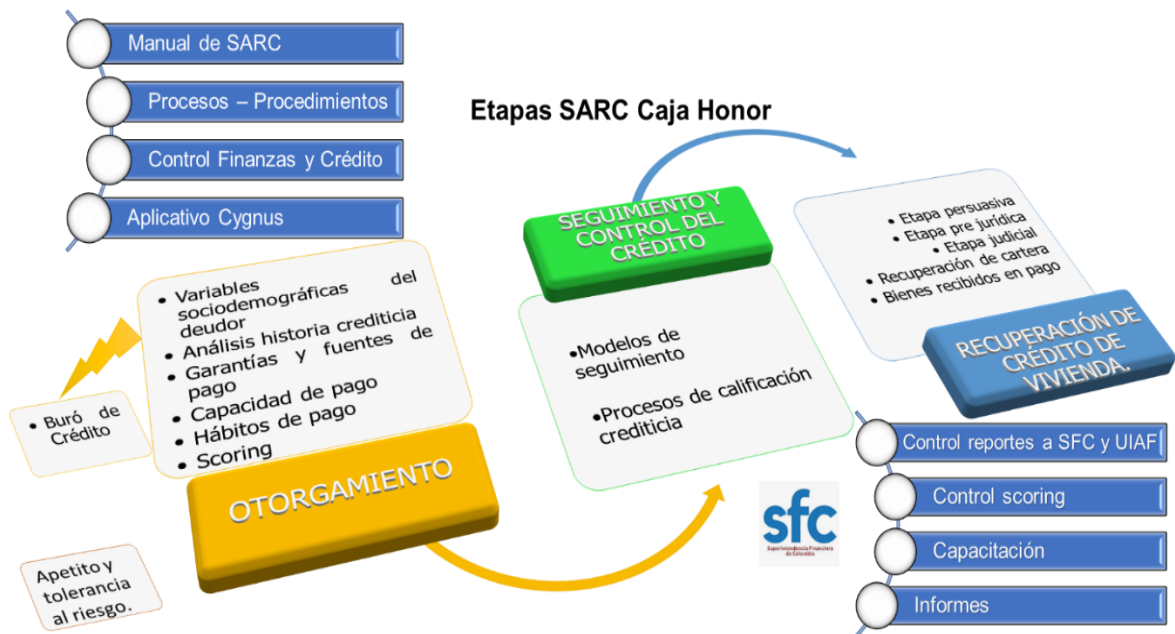 Manual de SARC
Procesos – Procedimientos
Control Finanzas y Crédito
Aplicativo Cygnus
Etapas SARC Caja Honor
• Variables
sociodemográficas del
deudor
• Análisis historia crediticia
• Garantías y fuentes de
pago
• Capacidad de pago
• Hábitos de pago
• Scoring
• Buró de
Crédito
OTORGAMIENTO
Apetito y
tolerancia
al riesgo.
SEGUIMIENTO Y
CONTROL DEL
CRÉDITO
•Modelos de
seguimiento
•Procesos de calificación
crediticia
• Etapa persuasiva
• Etapa pre jurídica
• Etapa judicial
• Recuperación de cartera
• Bienes recibidos en pago
RECUPERACIÓN DE
CRÉDITO DE
VIVIENDA.
sfc
Superintendencia Financiera
de Colombia
Control reportes a SFC y UIAF
Control scoring
Capacitación
Informes